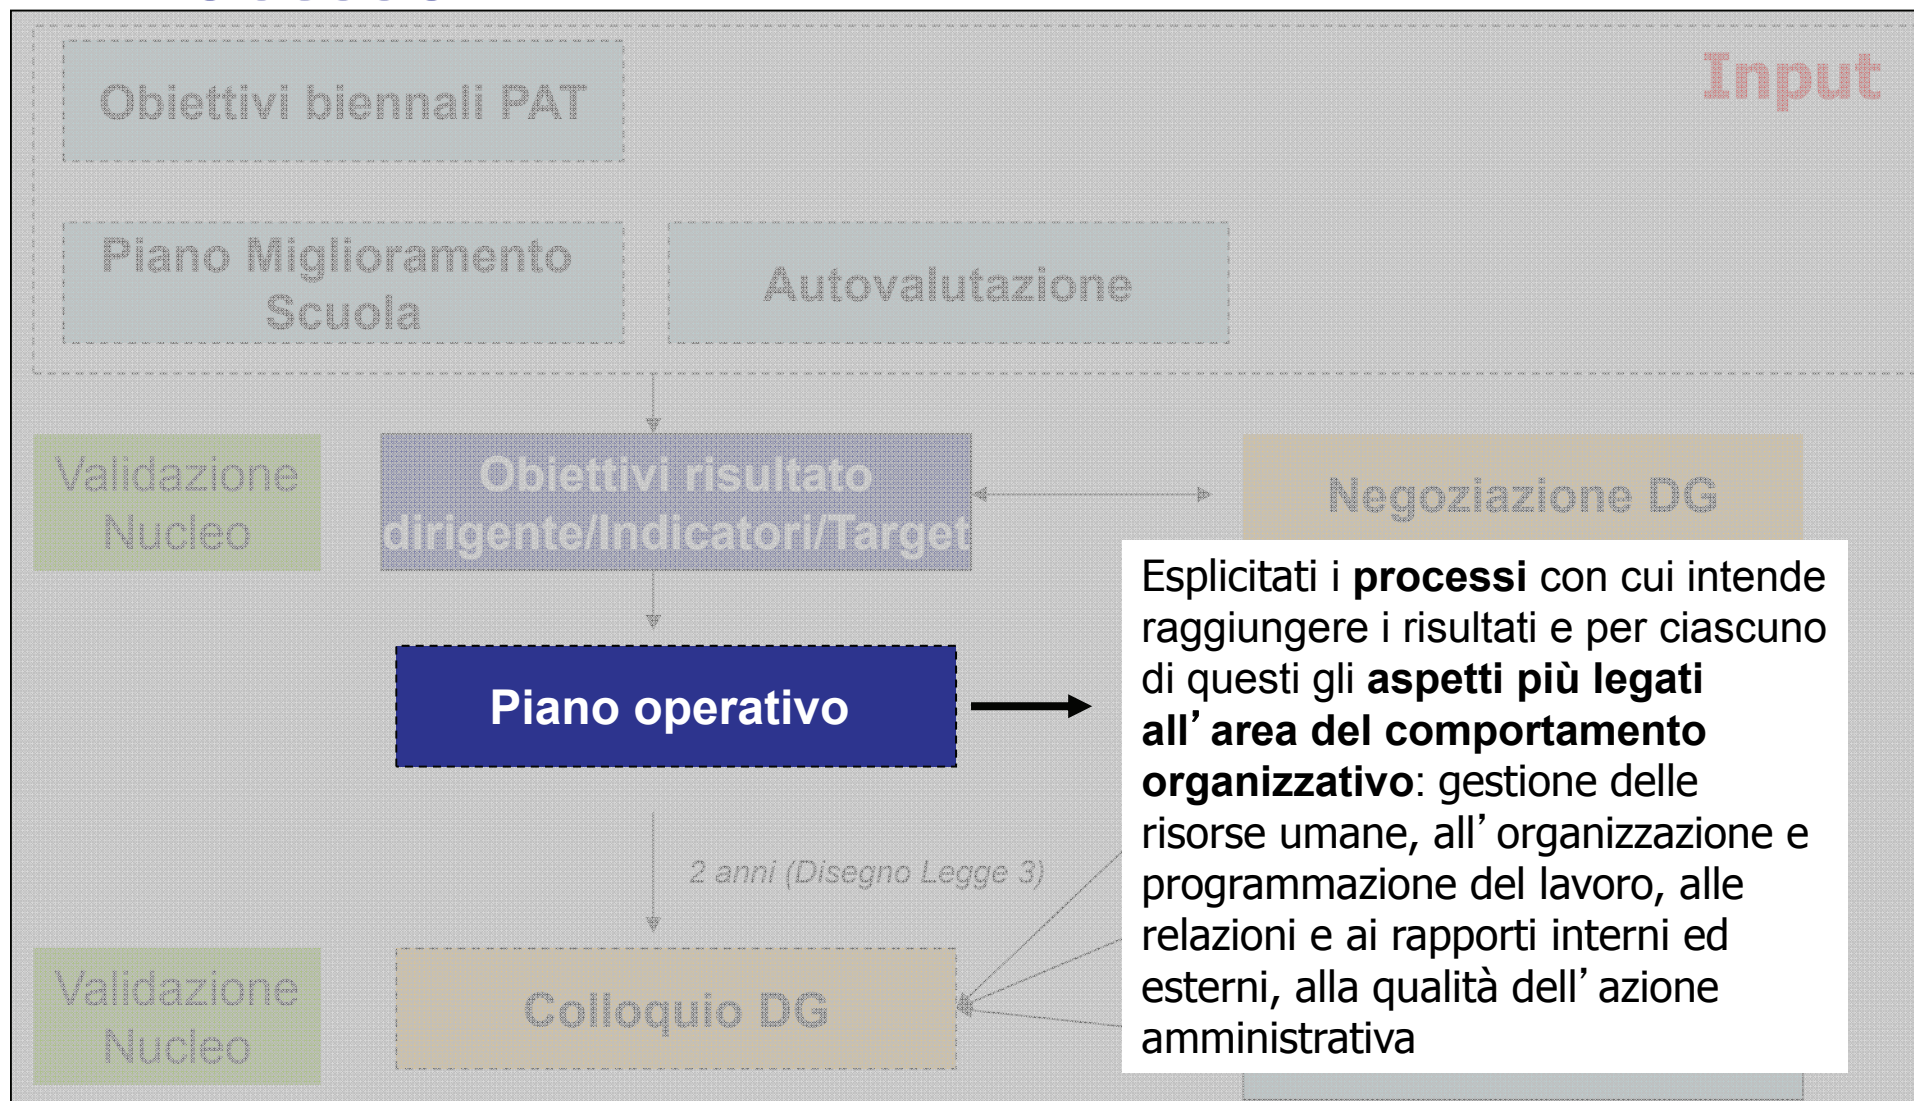 Input
Obiettivi biennali PAT
Piano Miglioramento
Scuola
Autovalutazione
Validazione
Nucleo
Obiettivi risultato
dirigente/Indicatori/Target
Negoziazione DG
Piano operativo
Esplicitati i processi con cui intende
raggiungere i risultati e per ciascuno
di questi gli aspetti più legati
all’ area del comportamento
organizzativo: gestione delle
risorse umane, all’ organizzazione e
programmazione del lavoro, alle
relazioni e ai rapporti interni ed
esterni, alla qualità dell’ azione
amministrativa
2 anni (Disegno Legge 3)
Validazione
Nucleo
Colloquio DG